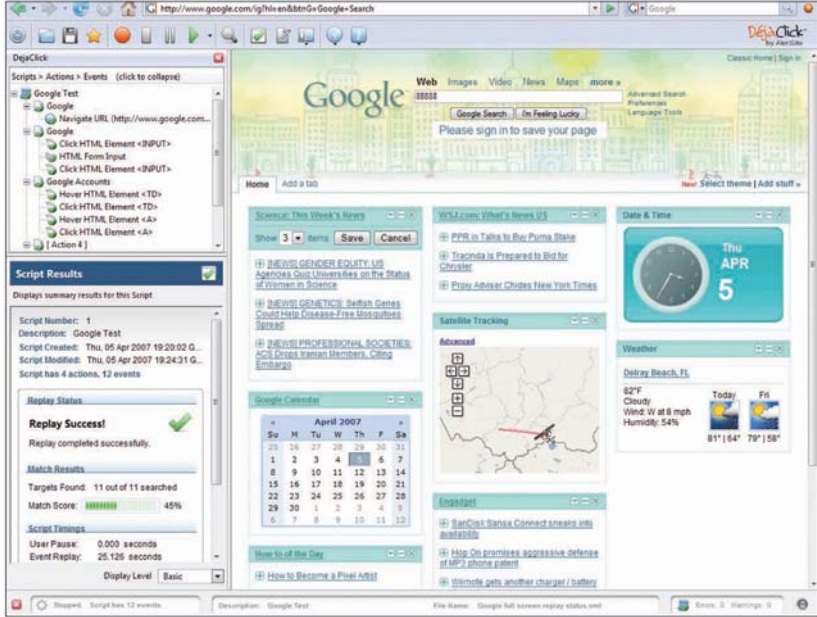 http://www.google.com/ig?hl=en&btnG=Google+Search
Google
DéjàClick
by AlertSite
DejaClick
Scripts > Actions > Events (click to collapse)
Google Test
Google
Navigate URL (http://www.google.com...
Google
Click HTML Element <INPUT>
HTML Form Input
Click HTML Element <INPUT>
Google Accounts
Hover HTML Element <TD>
Click HTML Element <TD>
Hover HTML Element <A>
Click HTML Element <A>
[ Action 4 ]
Script Results
Displays summary results for this Script
Script Number: 1
Description: Google Test
Script Created: Thu, 05 Apr 2007 19:20:02 G...
Script Modified: Thu, 05 Apr 2007 19:24:31 G...
Script has 4 actions, 12 events
Replay Status
Replay Success!
Replay completed successfully.
Match Results
Targets Found: 11 out of 11 searched
Match Score: 45%
Script Timings
User Pause: 0.000 seconds
Event Replay: 25.126 seconds
Display Level Basic
Classic Home | Sign in
Google
Web Images Video News Maps more »
88888
Advanced Search
Preferences
Language Tools
Google Search I'm Feeling Lucky
Please sign in to save your page
Home Add a tab
New! Select theme | Add stuff »
Science: This Week's News
Show 3 items Save Cancel
[NEWS] GENDER EQUITY: US
Agencies Quiz Universities on the Status
of Women in Science
[NEWS] GENETICS: Selfish Genes
Could Help Disease-Free Mosquitoes
Spread
[NEWS] PROFESSIONAL SOCIETIES:
ACS Drops Iranian Members, Citing
Embargo
Google Calendar
« April 2007 »
Su M Tu W Th F Sa
25 26 27 28 29 30 31
1 2 3 4 5 6 7
8 9 10 11 12 13 14
15 16 17 18 19 20 21
22 23 24 25 26 27 28
29 30 1 2 3 4 5
6 7 8 9 10 11 12
How to of the Day
How to Become a Pixel Artist
WSJ.com: What's News US
PPR in Talks to Buy Puma Stake
Tracinda Is Prepared to Bid for
Chrysler
Proxy Adviser Chides New York Times
Satellite Tracking
Advanced
Engadget
SanDisk Sansa Connect sneaks into
availability
Hop On promises aggressive defense
of MP3 phone patent
Wiimote gets another charger / battery
Date & Time
Thu
APR
5
Weather
Delray Beach, FL
82°F
Cloudy
Wind: W at 8 mph
Humidity: 54%
Today Fri
81° | 64° 79° | 58°
Stopped. Script has 12 events.
Description: Google Test
File Name: Google full screen replay status.xml
Errors: 0 Warnings: 0